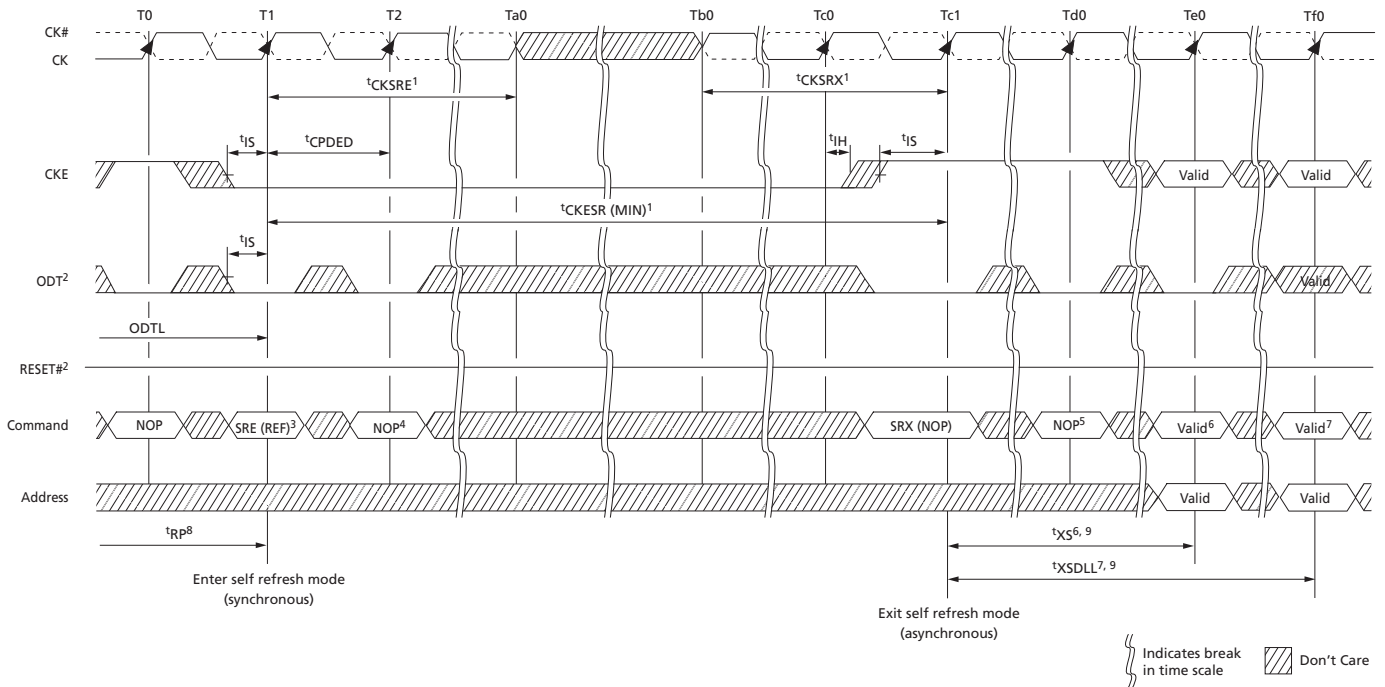 T0 T1 T2 Ta0 Tb0 Tc0 Tc1 Td0 Te0 Tf0
CK#
CK
tCKSRE1 tCKSRX1
tIS tCPDED tIH tIS
CKE Valid Valid
tCKESR (MIN)1
tIS
ODT2 Valid
ODTL
RESET#2
Command NOP SRE (REF)3 NOP4 SRX (NOP) NOP5 Valid6 Valid7
Address Valid Valid
tRP8 tXS6, 9
tXSDLL7, 9
Enter self refresh mode
(synchronous)
Exit self refresh mode
(asynchronous)
Indicates break
in time scale
Don't Care